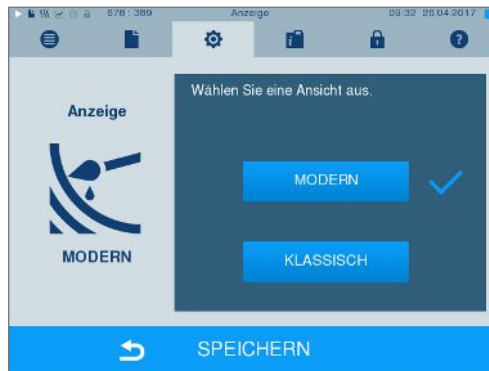 678 : 389 Anzeige 09:32 26.04.2017
Anzeige
Wählen Sie eine Ansicht aus.
MODERN
MODERN
KLASSISCH
SPEICHERN